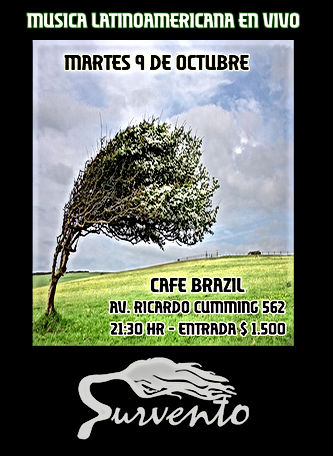 MUSICA LATINOAMERICANA EN VIVO
MARTES 9 DE OCTUBRE
CAFE BRAZIL
AV. RICARDO CUMMING 562
21:30 HR - ENTRADA $ 1.500
Survento